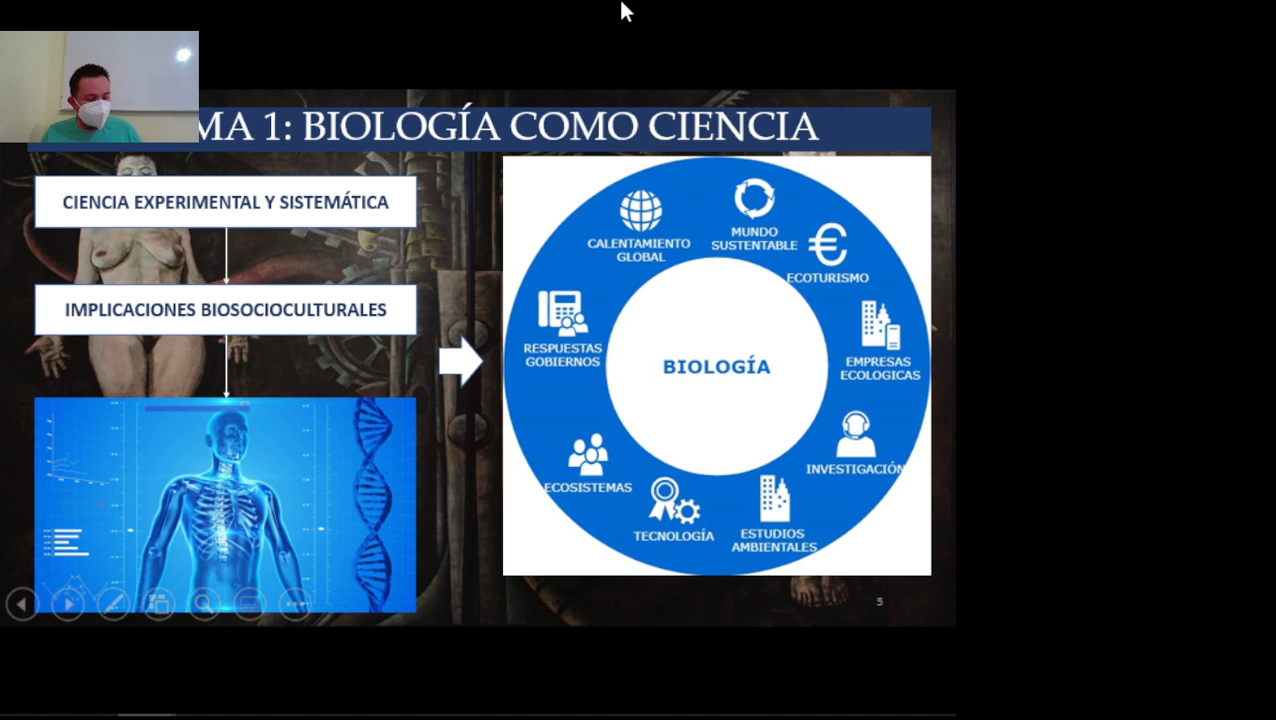 MA 1: BIOLOGÍA COMO CIENCIA
CIENCIA EXPERIMENTAL Y SISTEMÁTICA
IMPLICACIONES BIOSOCIOCULTURALES
CALENTAMIENTO
GLOBAL
MUNDO
SUSTENTABLE
€
ECOTURISMO
RESPUESTAS
GOBIERNOS
EMPRESAS
ECOLOGICAS
BIOLOGÍA
INVESTIGACIÓN
ECOSISTEMAS
TECNOLOGÍA
ESTUDIOS
AMBIENTALES
5